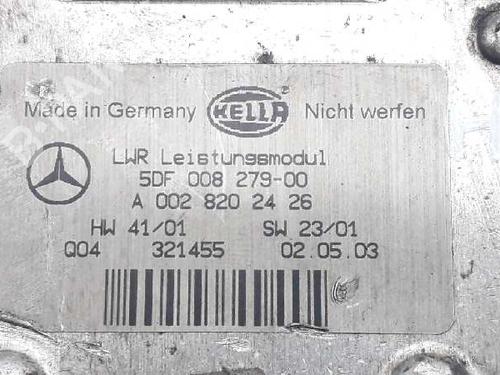 Made in Germany HELLA Nicht werfen
LWR Leistungsmodul
5DF 008 279-00
A 002 820 24 26
HW 41/01 SW 23/01
Q04 321455 02.05.03